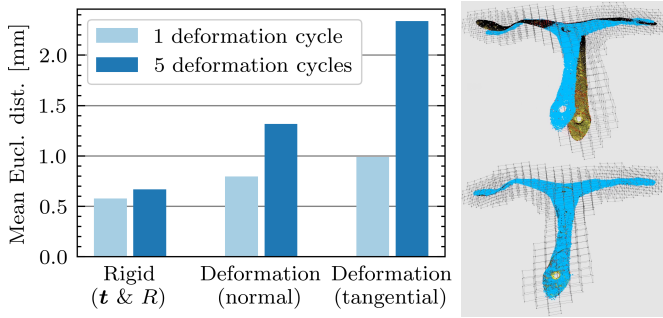 Mean Eucl. dist. [mm]
2.0
1.5
1.0
0.5
0.0
1 deformation cycle
5 deformation cycles
Rigid
(t & R)
Deformation
(normal)
Deformation
(tangential)